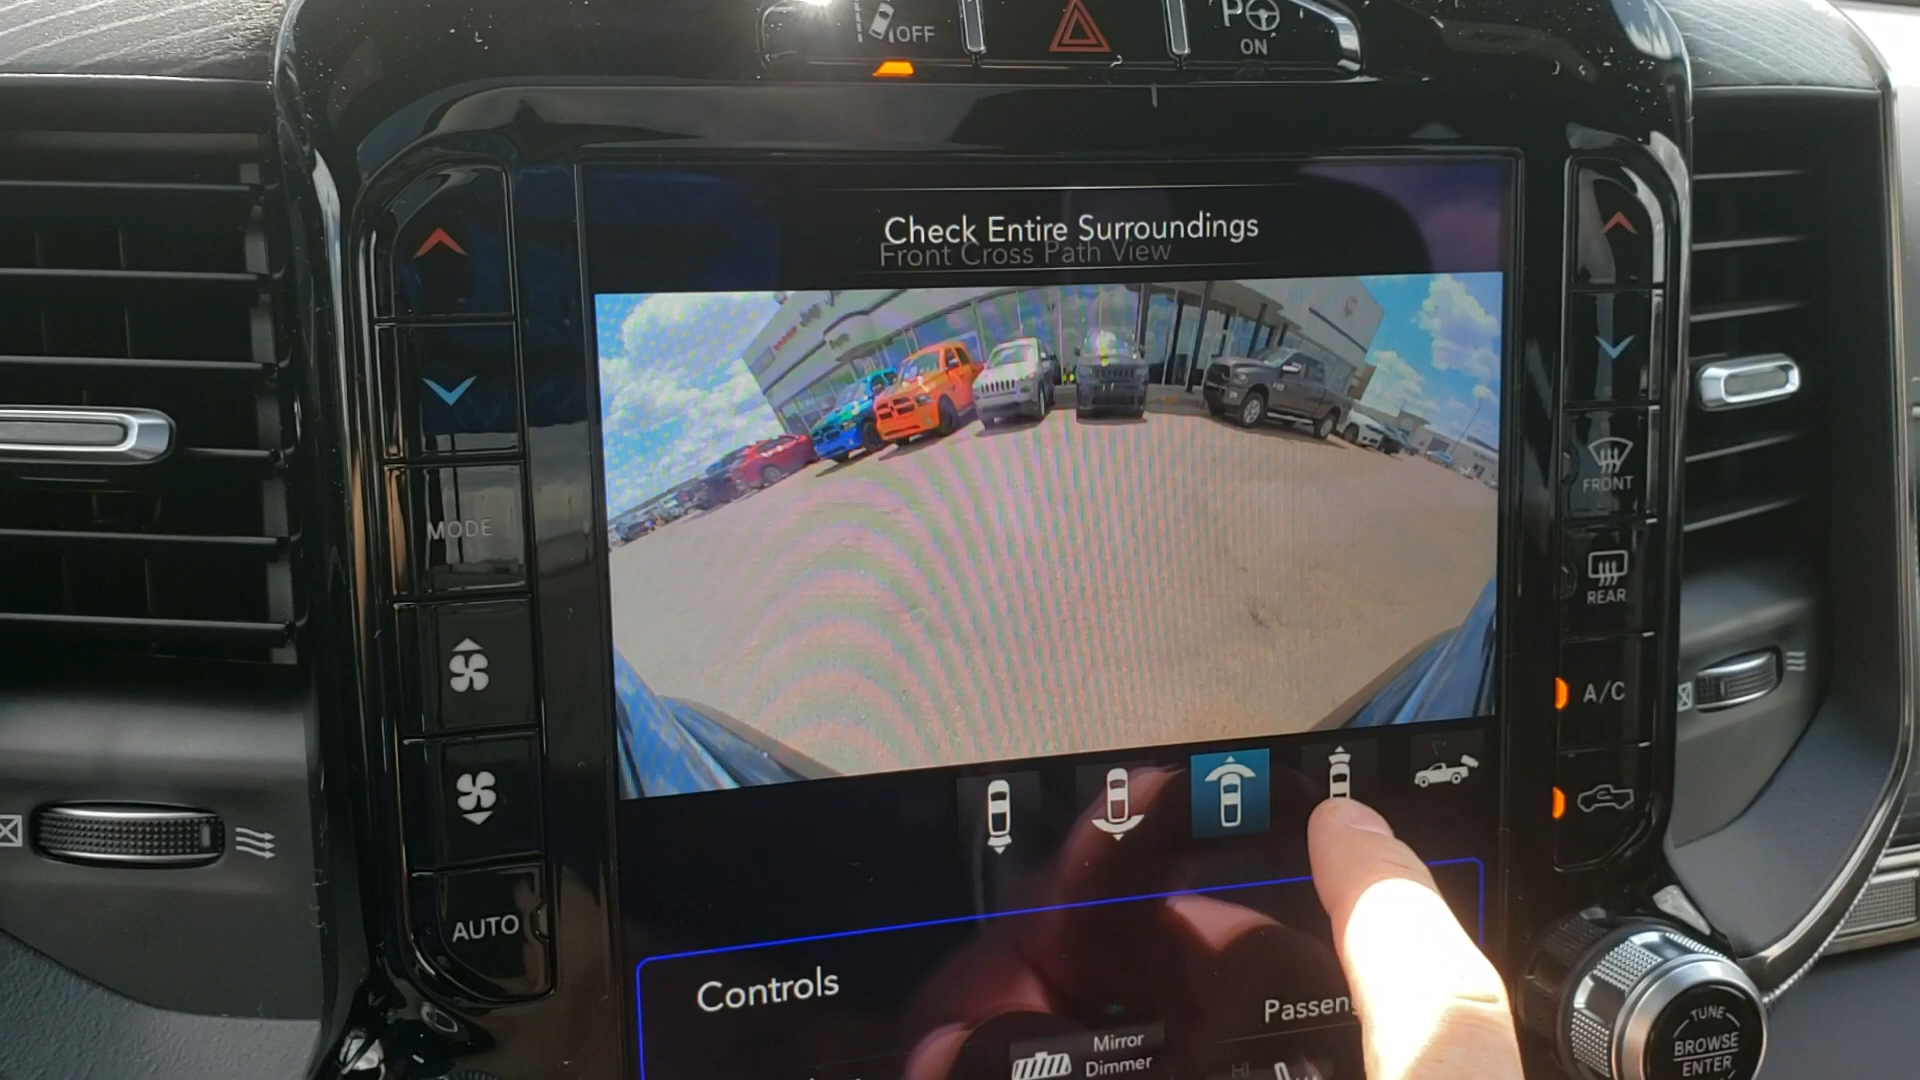 OFF
P
ON
Check Entire Surroundings
Front Cross Path View
MODE
FRONT
REAR
A/C
AUTO
Controls
Passen
Mirror
Dimmer
HI
TUNE
BROWSE
ENTER